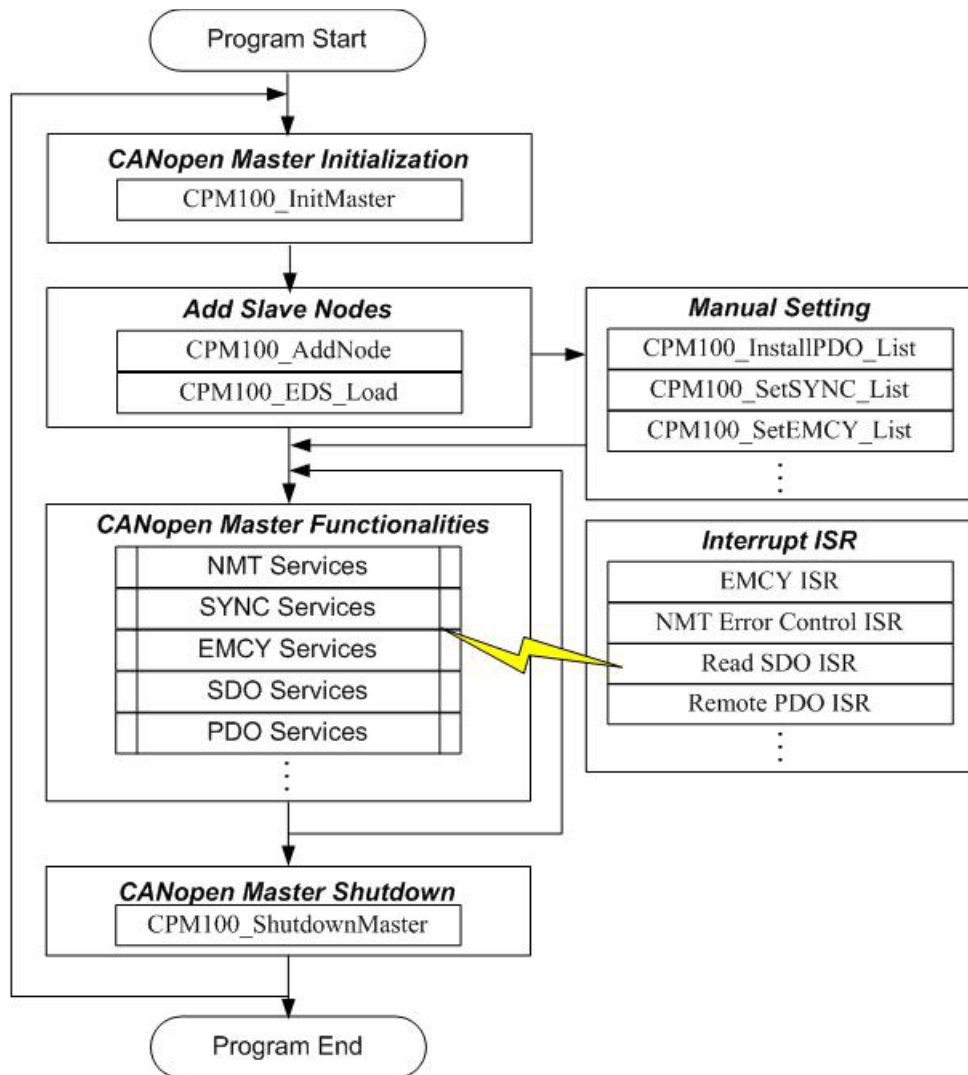 Program Start
CANopen Master Initialization
CPM100_InitMaster
Add Slave Nodes
CPM100_AddNode
CPM100_EDS_Load
Manual Setting
CPM100_InstallPDO_List
CPM100_SetSYNC_List
CPM100_SetEMCY_List
CANopen Master Functionalities
NMT Services
SYNC Services
EMCY Services
SDO Services
PDO Services
Interrupt ISR
EMCY ISR
NMT Error Control ISR
Read SDO ISR
Remote PDO ISR
CANopen Master Shutdown
CPM100_ShutdownMaster
Program End